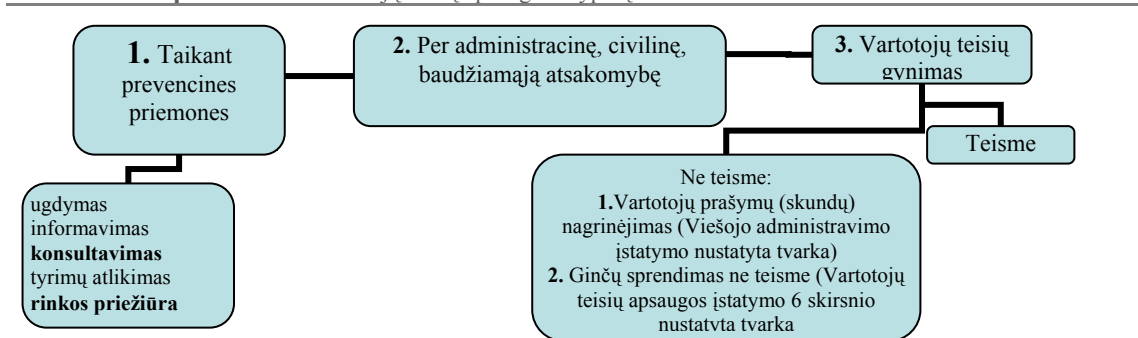 1. Taikant
prevencines
priemones
2. Per administracinę, civilinę,
baudžiamąją atsakomybę
3. Vartotojų teisių
gynimas
Teisme
ugdymas
informavimas
konsultavimas
tyrimų atlikimas
rinkos priežiūra
Ne teisme:
1.Vartotojų prašymų (skundų)
nagrinėjimas (Viešojo administravimo
įstatymo nustatyta tvarka)
2. Ginčų sprendimas ne teisme (Vartotojų
teisių apsaugos įstatymo 6 skirsnio
nustatyta tvarka